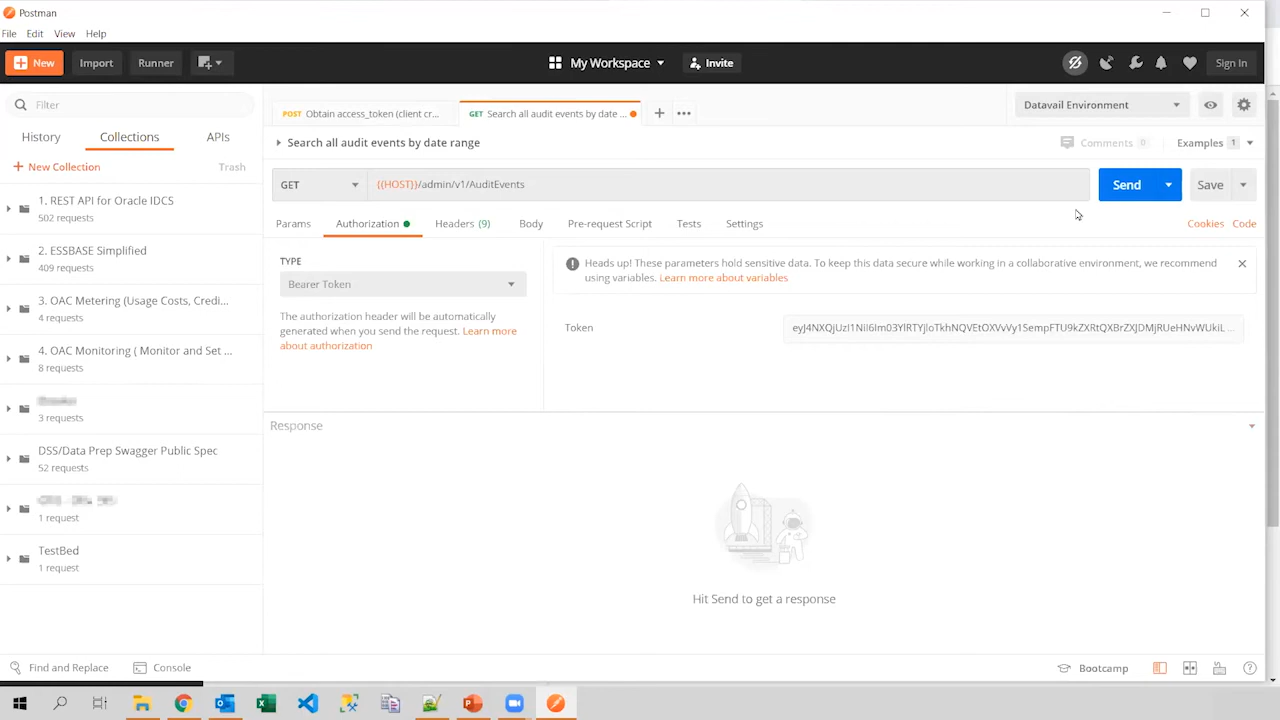 Postman
File Edit View Help
New Import Runner My Workspace Invite Sign In
Filter
History Collections APIs
New Collection Trash
1. REST API for Oracle IDCS
502 requests
2. ESSBASE Simplified
409 requests
3. OAC Metering (Usage Costs, Credi...
4 requests
4. OAC Monitoring ( Monitor and Set ...
8 requests
3 requests
DSS/Data Prep Swagger Public Spec
52 requests
1 request
TestBed
1 request
POST Obtain access_token (client cr... GET Search all audit events by date ... Datavail Environment
Search all audit events by date range Comments 0 Examples 1
GET {{HOST}}/admin/v1/AuditEvents Send Save
Params Authorization Headers (9) Body Pre-request Script Tests Settings Cookies Code
TYPE
Bearer Token
The authorization header will be automatically
generated when you send the request. Learn more
about authorization
Heads up! These parameters hold sensitive data. To keep this data secure while working in a collaborative environment, we recommend
using variables. Learn more about variables
Token
Response
Hit Send to get a response
Find and Replace Console Bootcamp